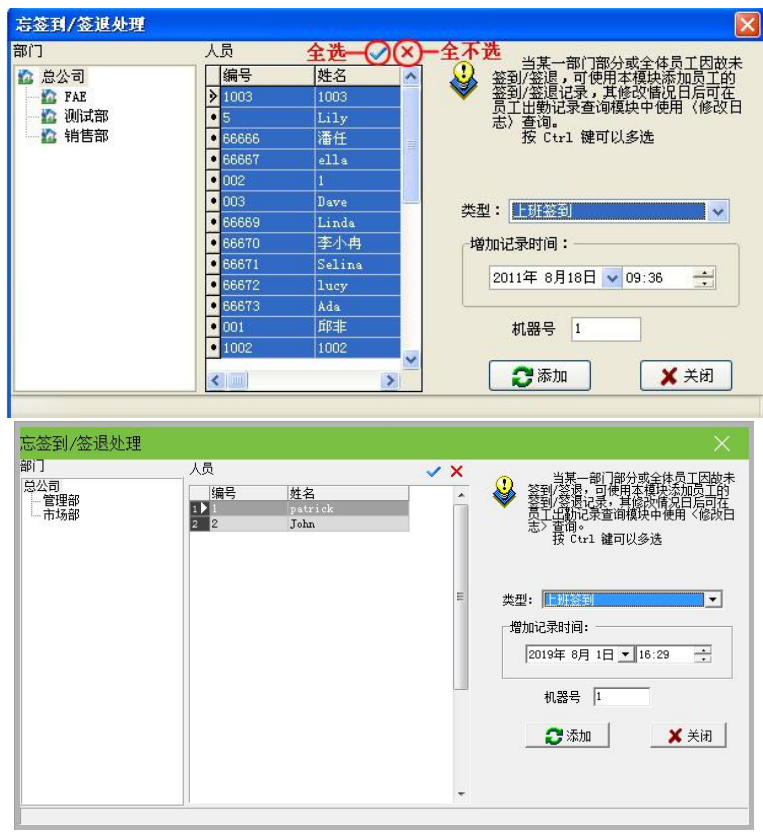 忘签到/签退处理
部门
总公司
FAE
测试部
销售部
人员
全选
全不选
编号 姓名
1003 1003
5 Lily
66666 潘任
66667 ella
002 1
003 Dave
66669 Linda
66670 李小冉
66671 Selina
66672 lucy
66673 Ada
001 邱非
1002 1002
当某一部门部分或全体员工因故未
签到/签退，可使用本模块添加员工的
签到/签退记录，其修改情况日后可在
员工出勤记录查询模块中使用〈修改日
志〉查询。
按 Ctrl 键可以多选
类型： 上班签到
增加记录时间：
2011年 8月18日 09:36
机器号 1
添加 关闭
忘签到/签退处理
部门
总公司
管理部
市场部
人员
编号 姓名
1 1 patrick
2 2 John
当某一部门部分或全体员工因故未
签到/签退，可使用本模块添加员工的
签到/签退记录，其修改情况日后可在
员工出勤记录查询模块中使用〈修改日
志〉查询。
按 Ctrl 键可以多选
类型: 上班签到
增加记录时间:
2019年 8月 1日 16:29
机器号 1
添加 关闭